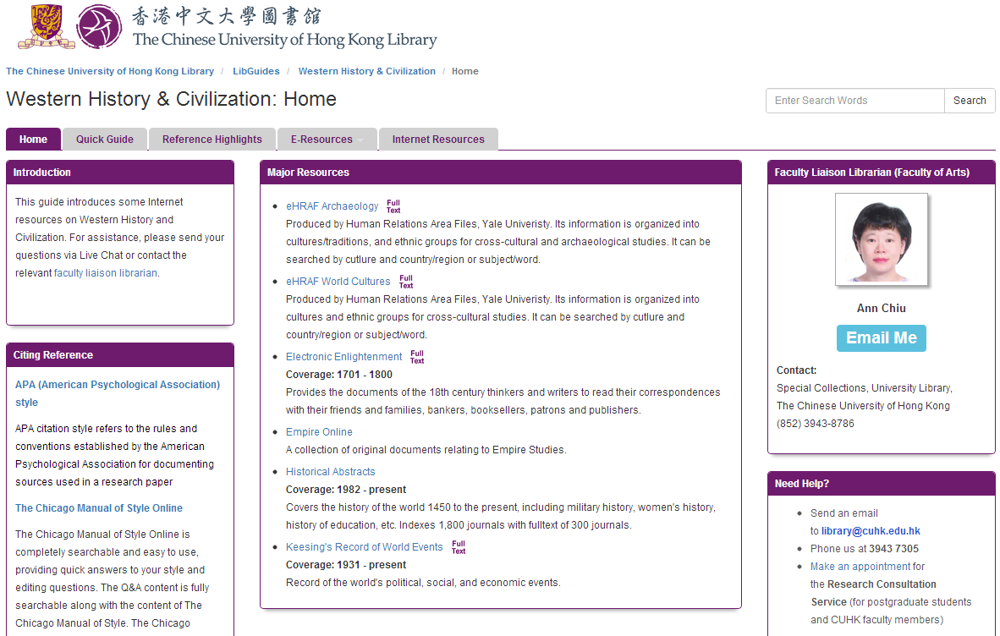 香港中文大學圖書館
The Chinese University of Hong Kong Library
The Chinese University of Hong Kong Library / LibGuides / Western History & Civilization / Home
Western History & Civilization: Home
Enter Search Words Search
Home Quick Guide Reference Highlights E-Resources Internet Resources
Introduction
This guide introduces some Internet
resources on Western History and
Civilization. For assistance, please send your
questions via Live Chat or contact the
relevant faculty liaison librarian.
Citing Reference
APA (American Psychological Association)
style
APA citation style refers to the rules and
conventions established by the American
Psychological Association for documenting
sources used in a research paper
The Chicago Manual of Style Online
The Chicago Manual of Style Online is
completely searchable and easy to use,
providing quick answers to your style and
editing questions. The Q&A content is fully
searchable along with the content of The
Chicago Manual of Style. The Chicago
Major Resources
eHRAF Archaeology Full Text
Produced by Human Relations Area Files, Yale Univeristy. Its information is organized into
cultures/traditions, and ethnic groups for cross-cultural and archaeological studies. It can be
searched by cutlure and country/region or subject/word.
eHRAF World Cultures Full Text
Produced by Human Relations Area Files, Yale Univeristy. Its information is organized into
cultures and ethnic groups for cross-cultural studies. It can be searched by cutlure and
country/region or subject/word.
Electronic Enlightenment Full Text
Coverage: 1701 - 1800
Provides the documents of the 18th century thinkers and writers to read their correspondences
with their friends and families, bankers, booksellers, patrons and publishers.
Empire Online
A collection of original documents relating to Empire Studies.
Historical Abstracts
Coverage: 1982 - present
Covers the history of the world 1450 to the present, including military history, women's history,
history of education, etc. Indexes 1,800 journals with fulltext of 300 journals.
Keesing's Record of World Events Full Text
Coverage: 1931 - present
Record of the world's political, social, and economic events.
Faculty Liaison Librarian (Faculty of Arts)
Ann Chiu
Email Me
Contact:
Special Collections, University Library,
The Chinese University of Hong Kong
(852) 3943-8786
Need Help?
Send an email
to library@cuhk.edu.hk
Phone us at 3943 7305
Make an appointment for
the Research Consultation
Service (for postgraduate students
and CUHK faculty members)